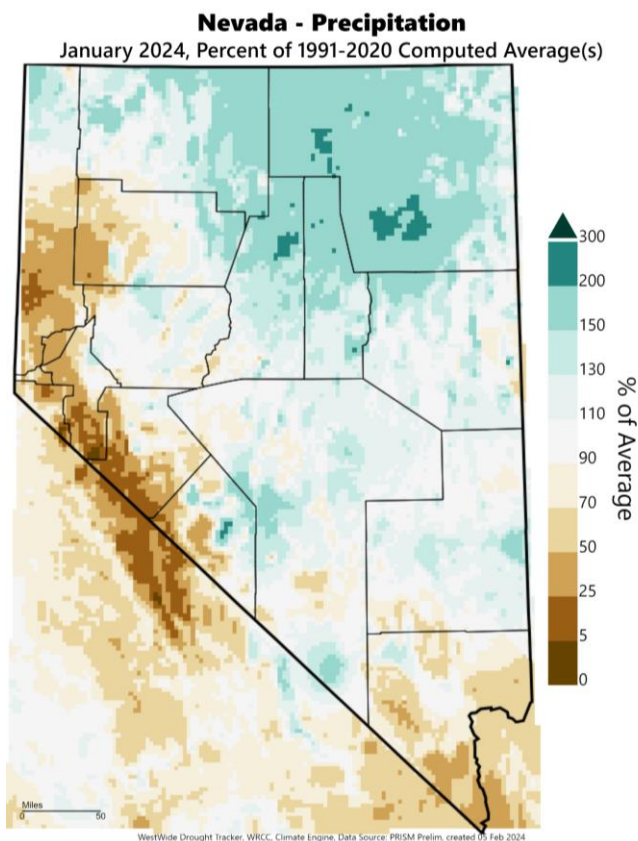 Nevada - Precipitation
January 2024, Percent of 1991-2020 Computed Average(s)
300
200
150
130
110
90
70
50
25
5
0
% of Average
Miles
0 50
WestWide Drought Tracker, WRCC, Climate Engine, Data Source: PRISM Prelim, created 05 Feb 2024